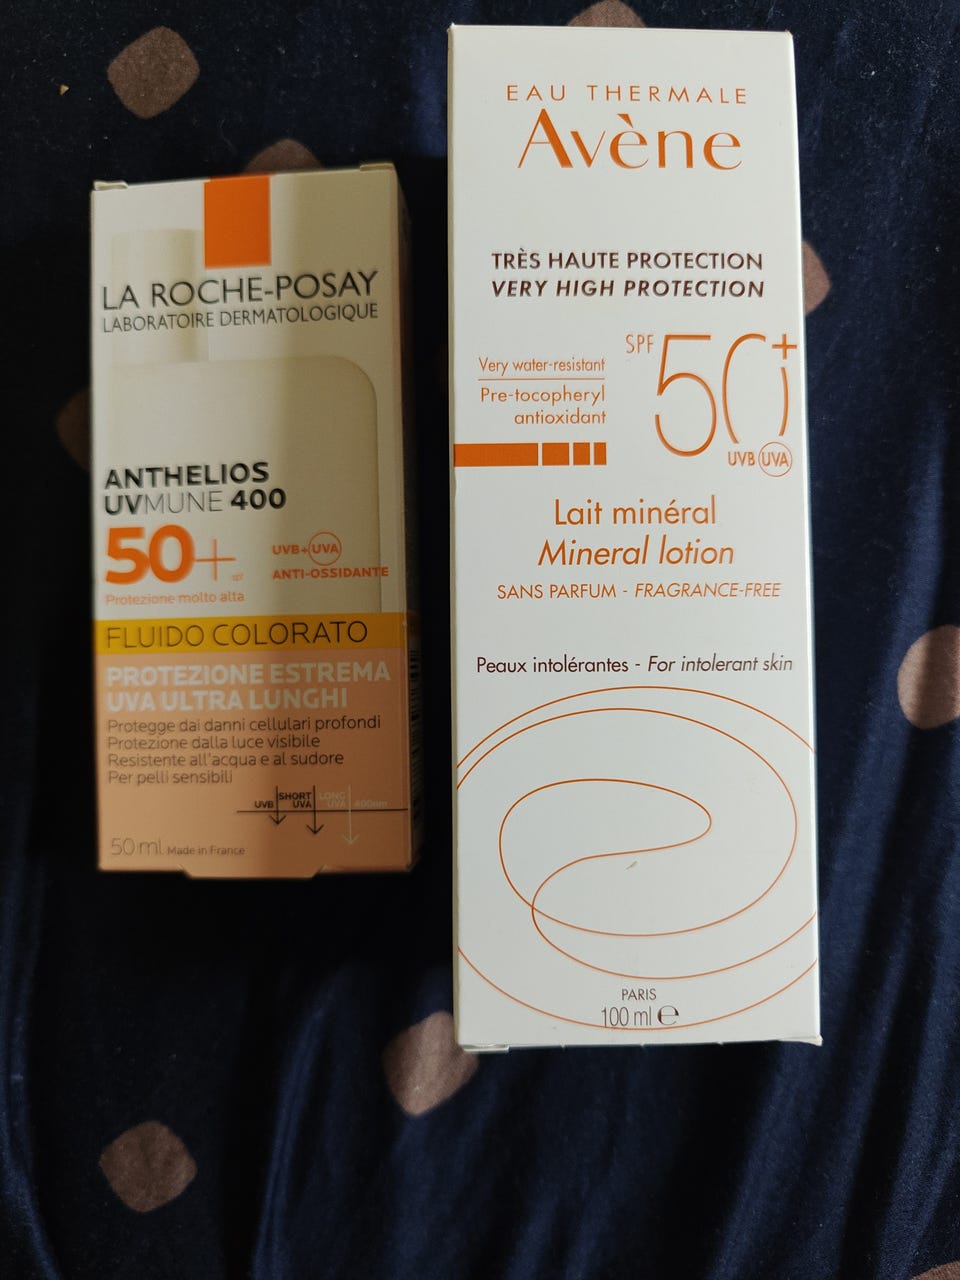 LA ROCHE-POSAY
LABORATOIRE DERMATOLOGIQUE
ANTHELIOS
UVMUNE 400
50+ SPF
UVB+UVA
ANTI-OSSIDANTE
Protezione molto alta
FLUIDO COLORATO
PROTEZIONE ESTREMA
UVA ULTRA LUNGHI
Protegge dai danni cellulari profondi
Protezione dalla luce visibile
Resistente all'acqua e al sudore
Per pelli sensibili
UVB SHORT UVA LONG UVA 400nm
50 ml Made in France
EAU THERMALE
Avène
TRÈS HAUTE PROTECTION
VERY HIGH PROTECTION
SPF 50+
Very water-resistant
Pre-tocopheryl
antioxidant
UVB UVA
Lait minéral
Mineral lotion
SANS PARFUM - FRAGRANCE-FREE
Peaux intolérantes - For intolerant skin
PARIS
100 ml e